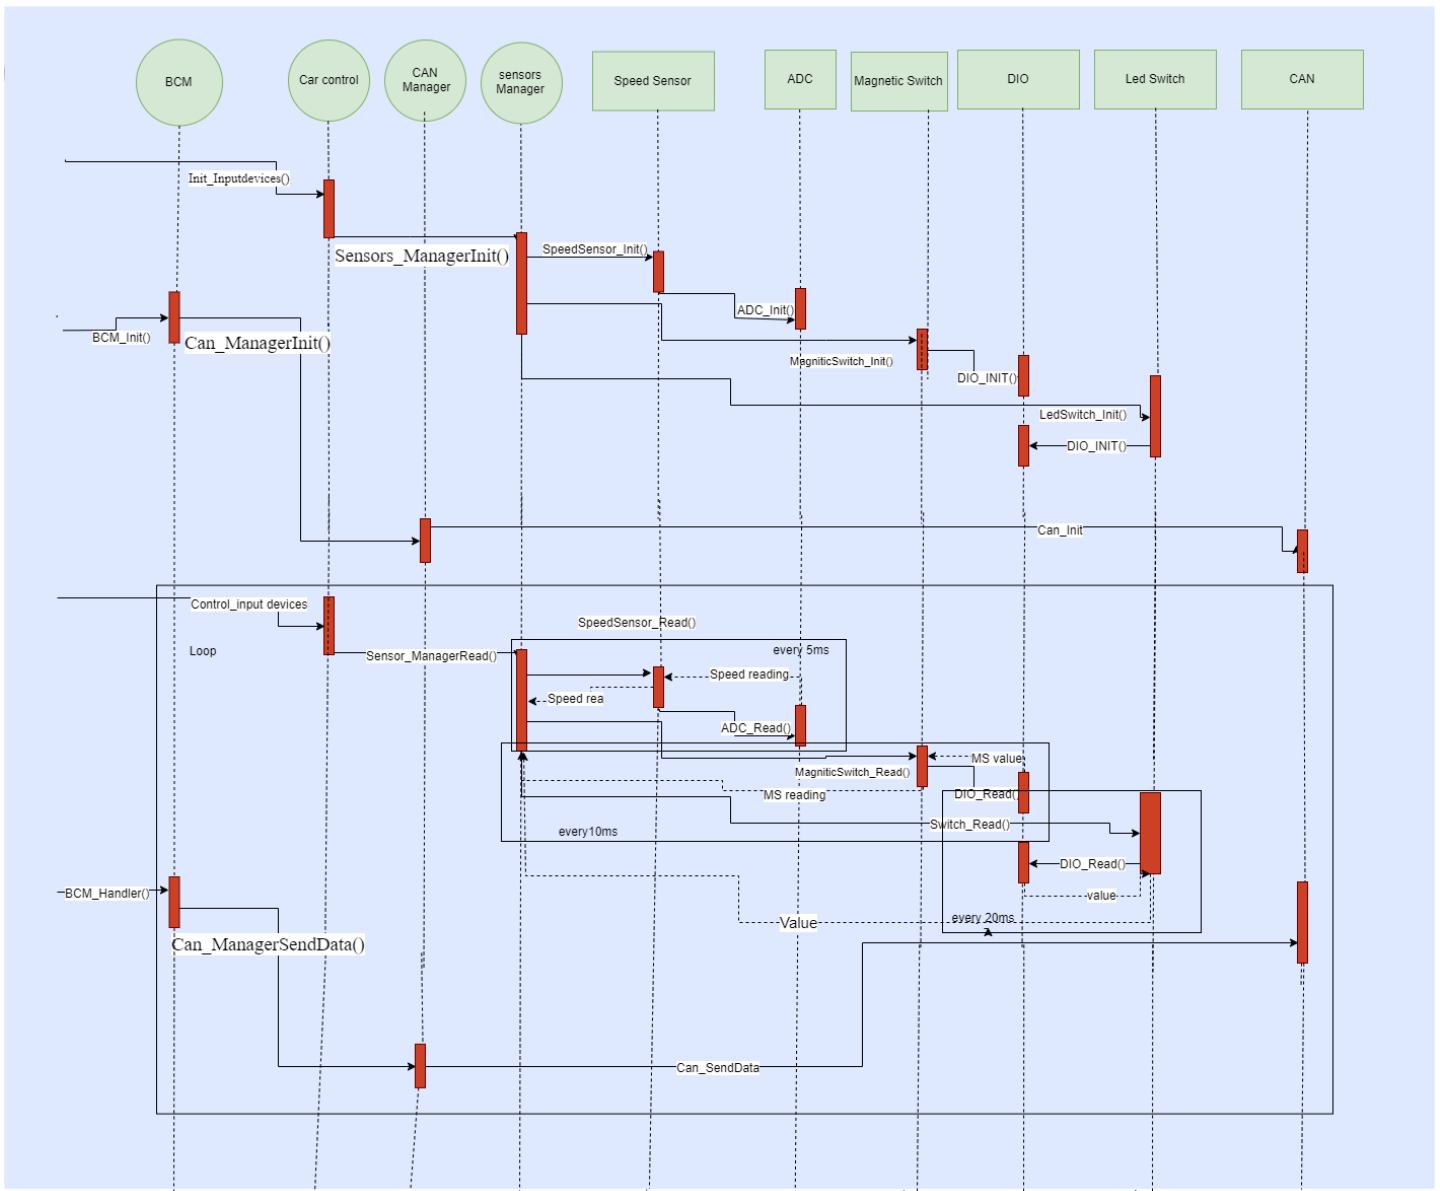 BCM
Car control
CAN
Manager
sensors
Manager
Speed Sensor
ADC
Magnetic Switch
DIO
Led Switch
CAN
Init_Inputdevices()
Sensors_ManagerInit()
SpeedSensor_Init()
ADC_Init()
BCM_Init()
Can_ManagerInit()
MagniticSwitch_Init()
DIO_INIT()
LedSwitch_Init()
DIO_INIT()
Can_Init
Control_input devices
SpeedSensor_Read()
Loop
Sensor_ManagerRead()
every 5ms
Speed reading
Speed rea
ADC_Read()
MS value
MagniticSwitch_Read()
MS reading
DIO_Read()
Switch_Read()
every10ms
DIO_Read()
BCM_Handler()
value
every 20ms
Value
Can_ManagerSendData()
Can_SendData